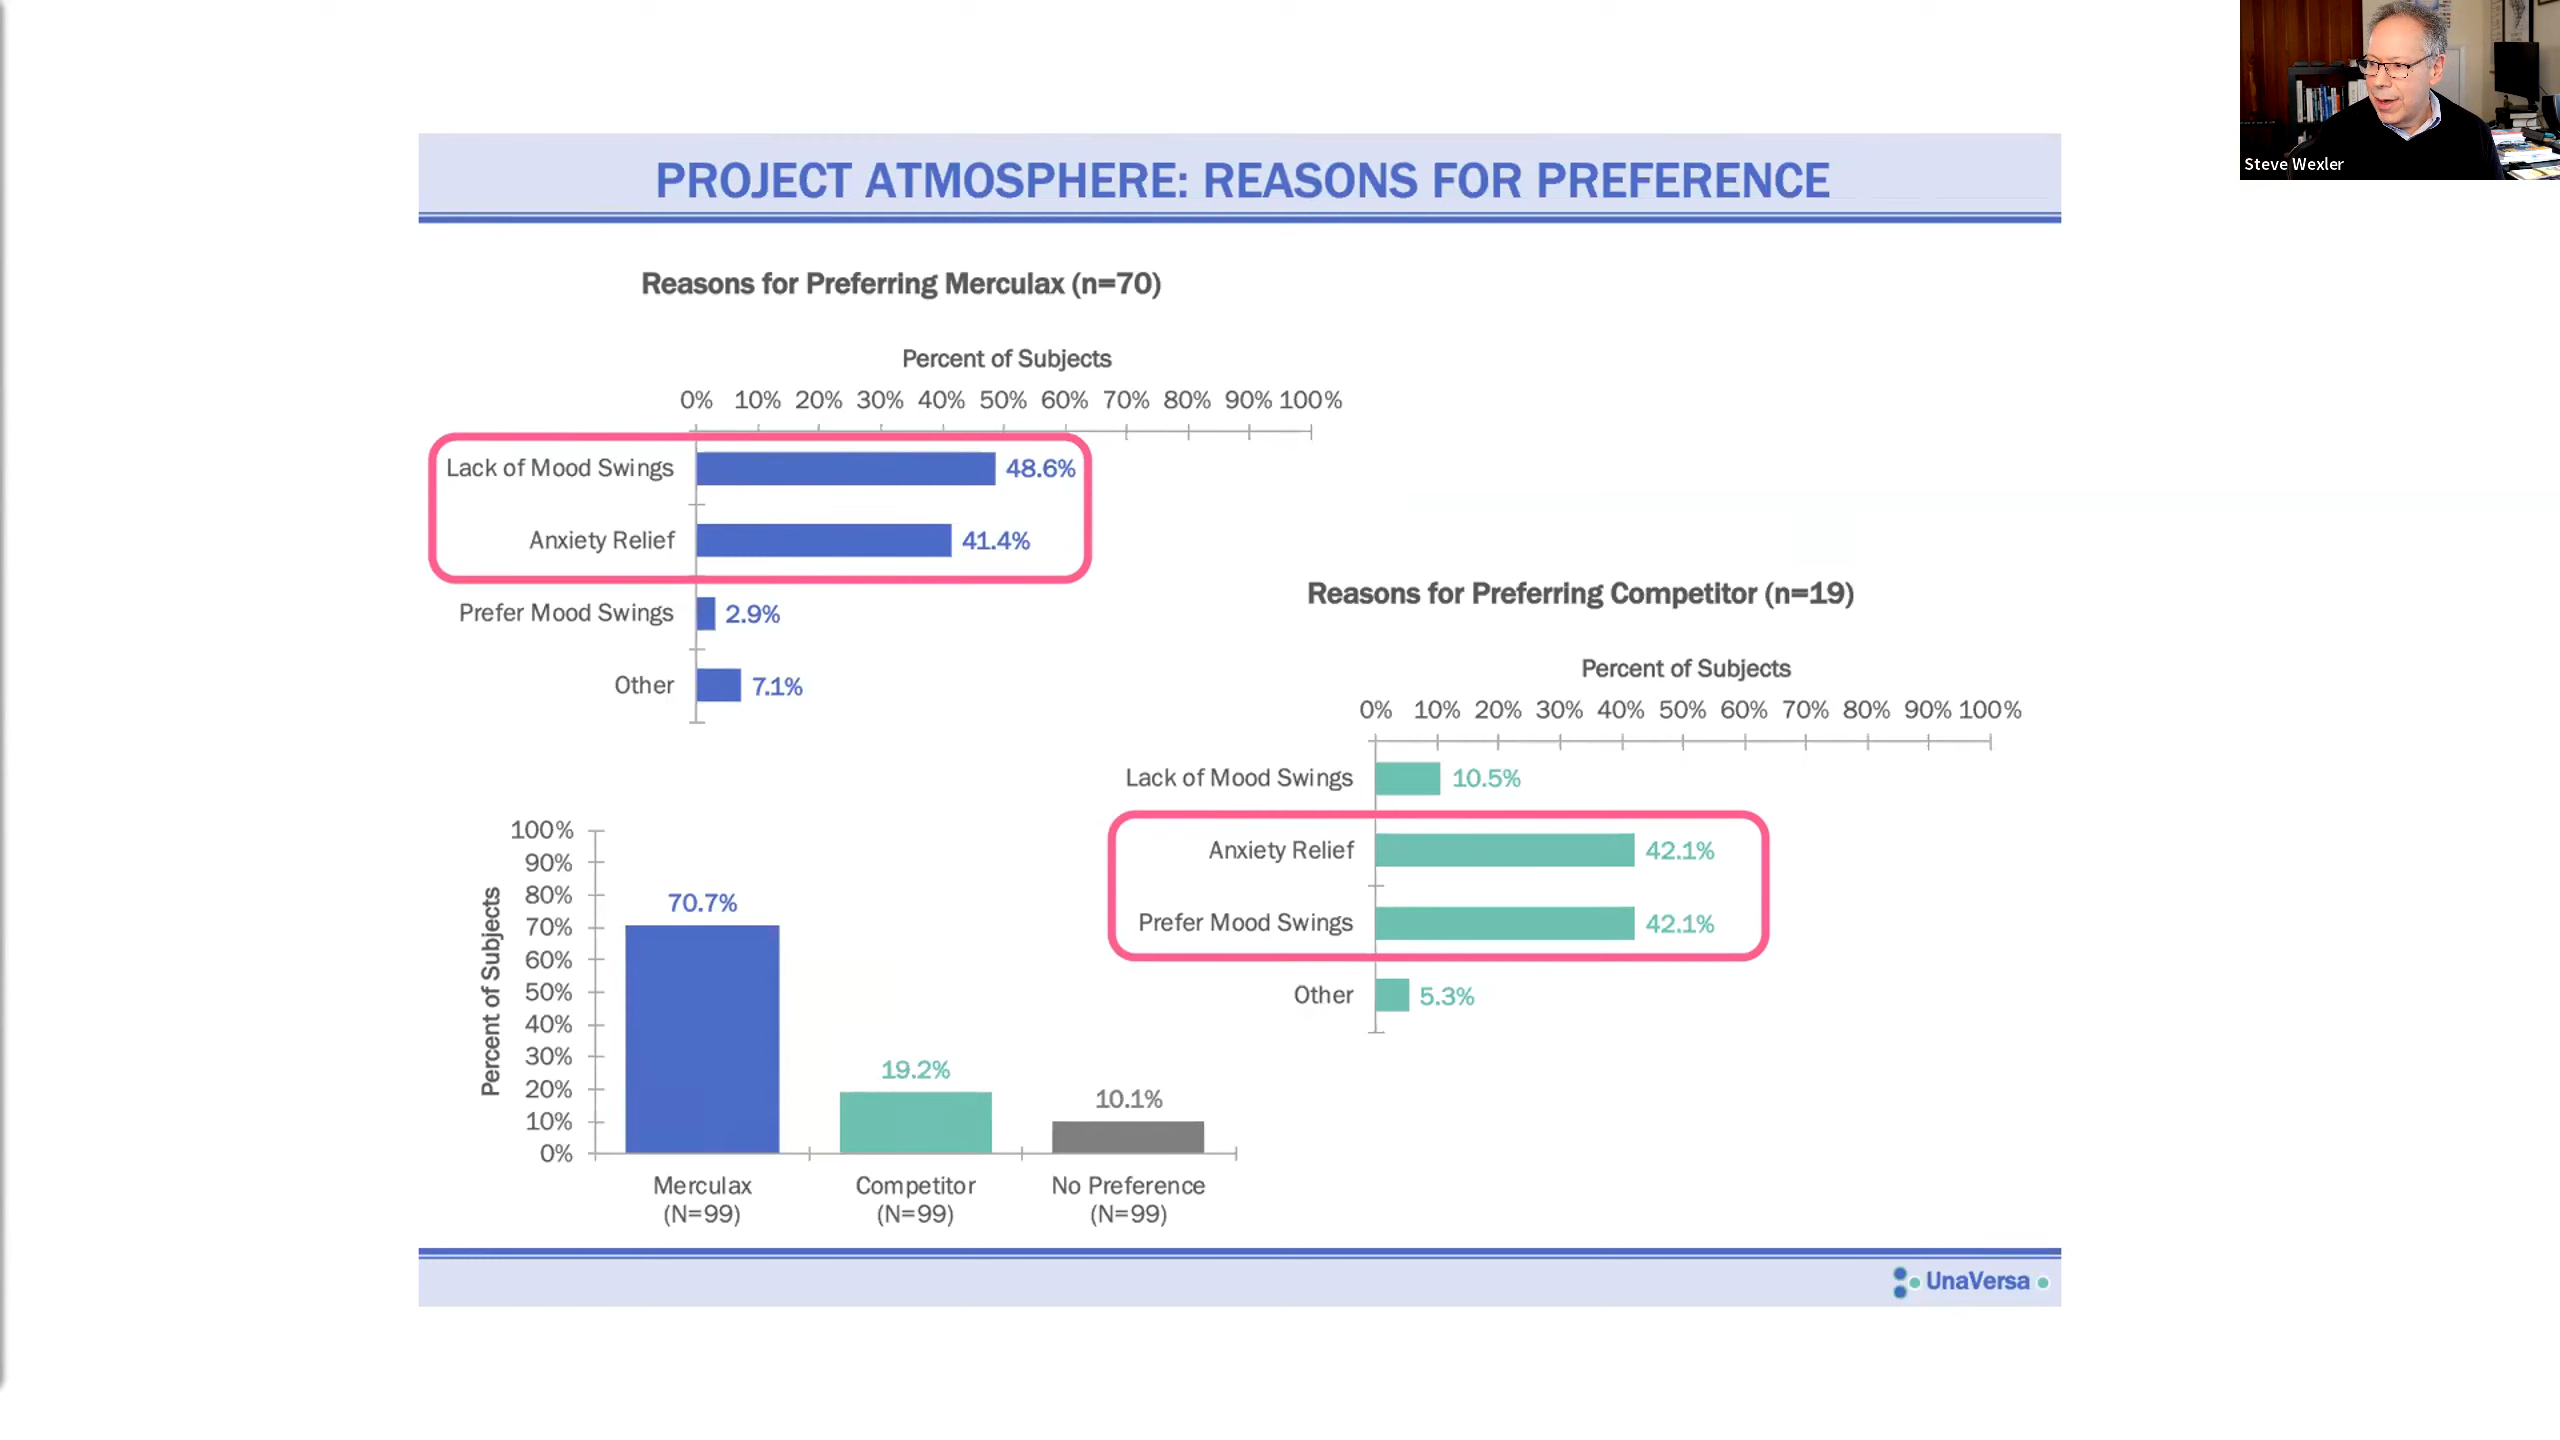 Steve Wexler
PROJECT ATMOSPHERE: REASONS FOR PREFERENCE
Reasons for Preferring Merculax (n=70)
Percent of Subjects
0% 10% 20% 30% 40% 50% 60% 70% 80% 90% 100%
Lack of Mood Swings 48.6%
Anxiety Relief 41.4%
Prefer Mood Swings 2.9%
Other 7.1%
Reasons for Preferring Competitor (n=19)
Percent of Subjects
0% 10% 20% 30% 40% 50% 60% 70% 80% 90% 100%
Lack of Mood Swings 10.5%
Anxiety Relief 42.1%
Prefer Mood Swings 42.1%
Other 5.3%
Percent of Subjects
100%
90%
80%
70%
60%
50%
40%
30%
20%
10%
0%
70.7%
19.2%
10.1%
Merculax Competitor No Preference
(N=99) (N=99) (N=99)
UnaVersa